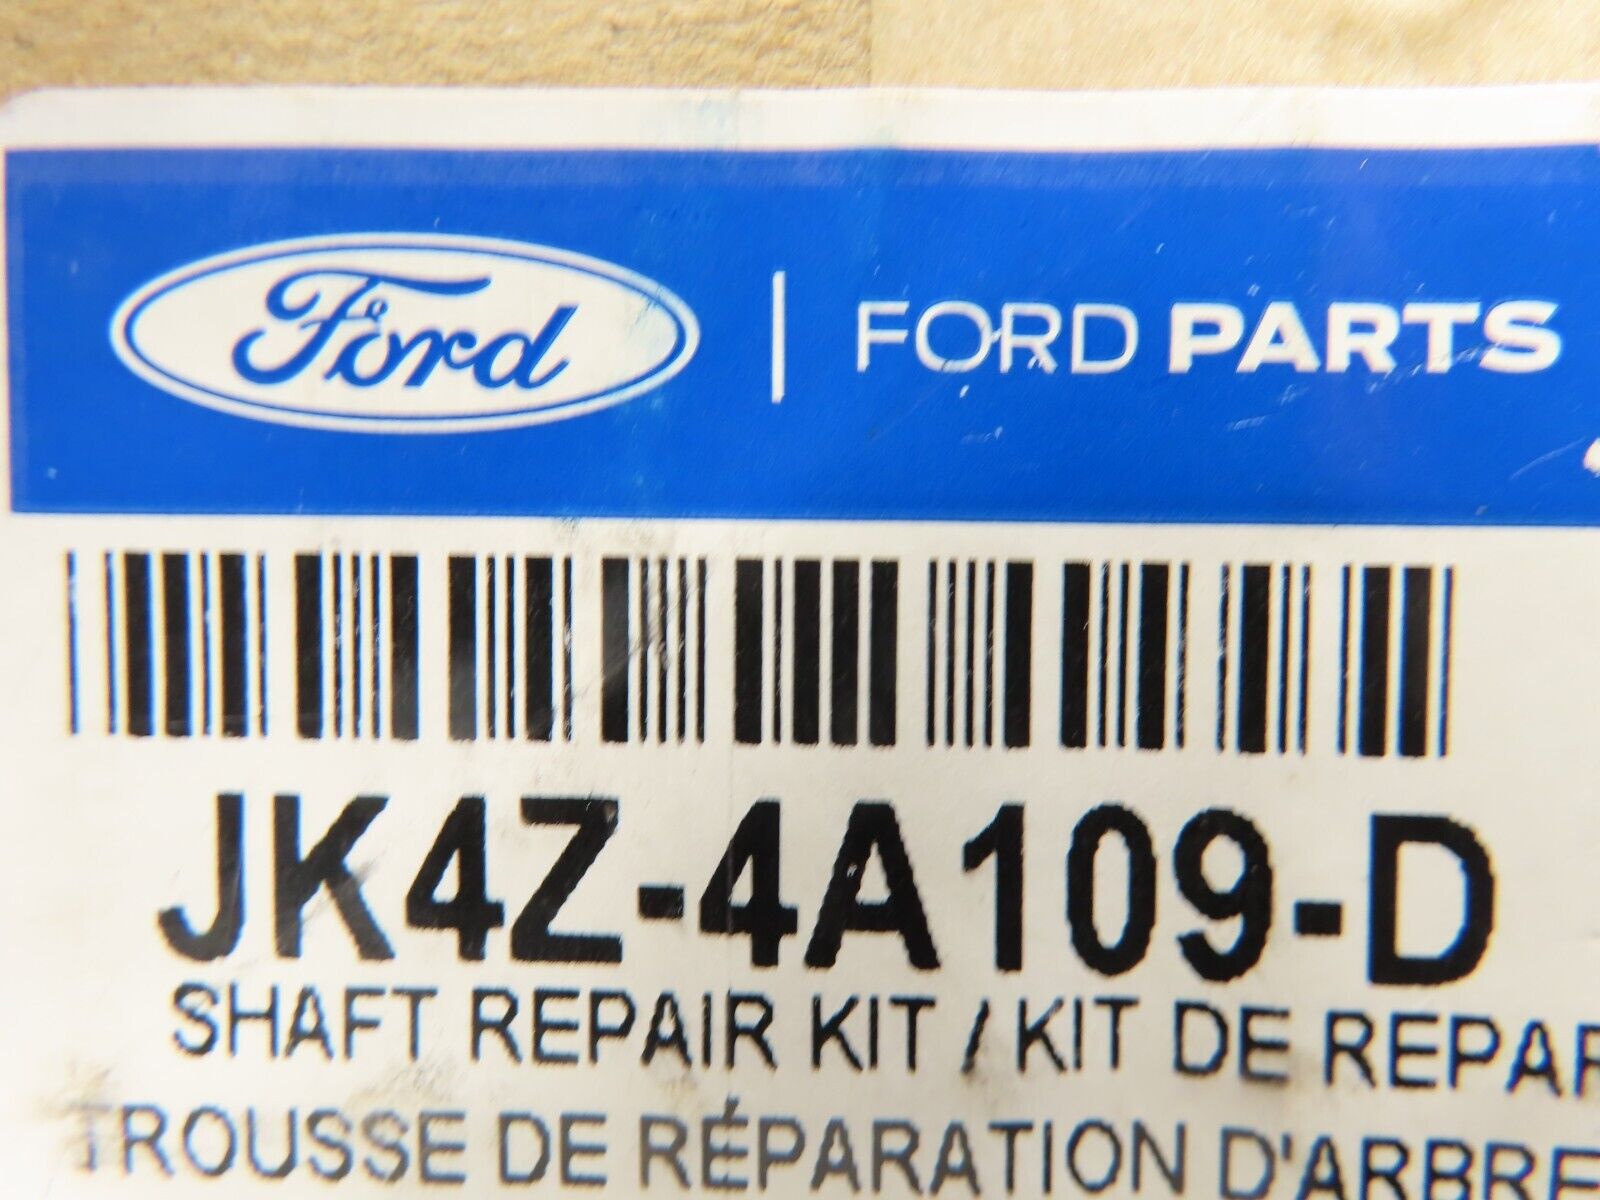 Ford | FORD PARTS
JK4Z-4A109-D
SHAFT REPAIR KIT / KIT DE REPAR
TROUSSE DE RÉPARATION D'ARBRE